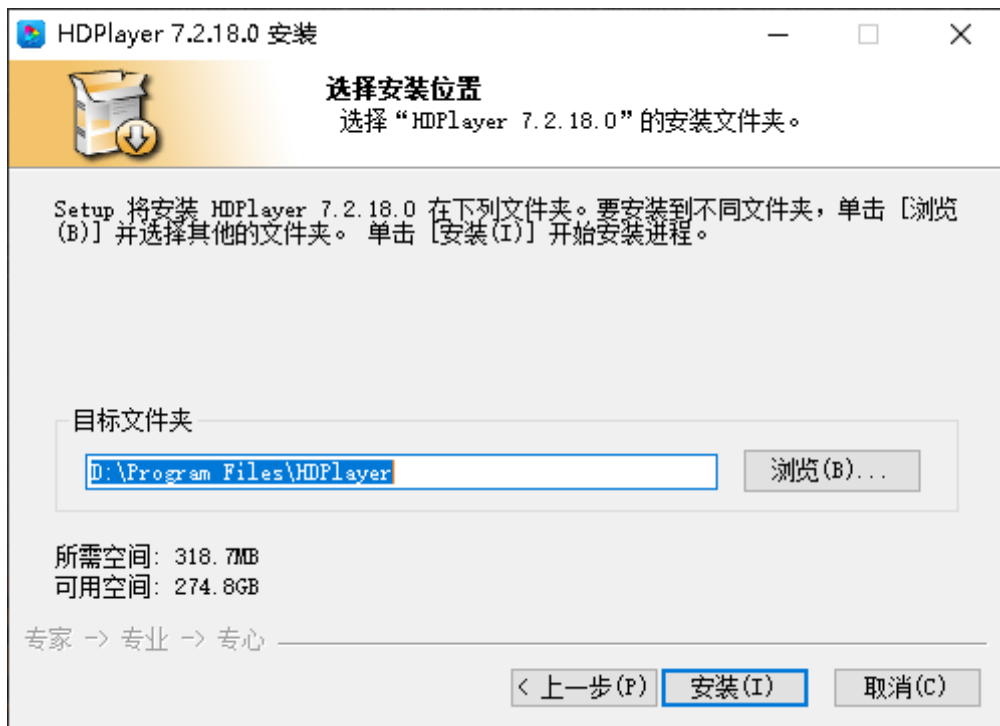 HDPlayer 7.2.18.0 安装
选择安装位置
选择“HDPlayer 7.2.18.0”的安装文件夹。
Setup 将安装 HDPlayer 7.2.18.0 在下列文件夹。要安装到不同文件夹，单击 [浏览
(B)] 并选择其他的文件夹。 单击 [安装(I)] 开始安装进程。
目标文件夹
D:\Program Files\HDPlayer
浏览(B)...
所需空间: 318.7MB
可用空间: 274.8GB
专家 -> 专业 -> 专心
< 上一步(P)
安装(I)
取消(C)